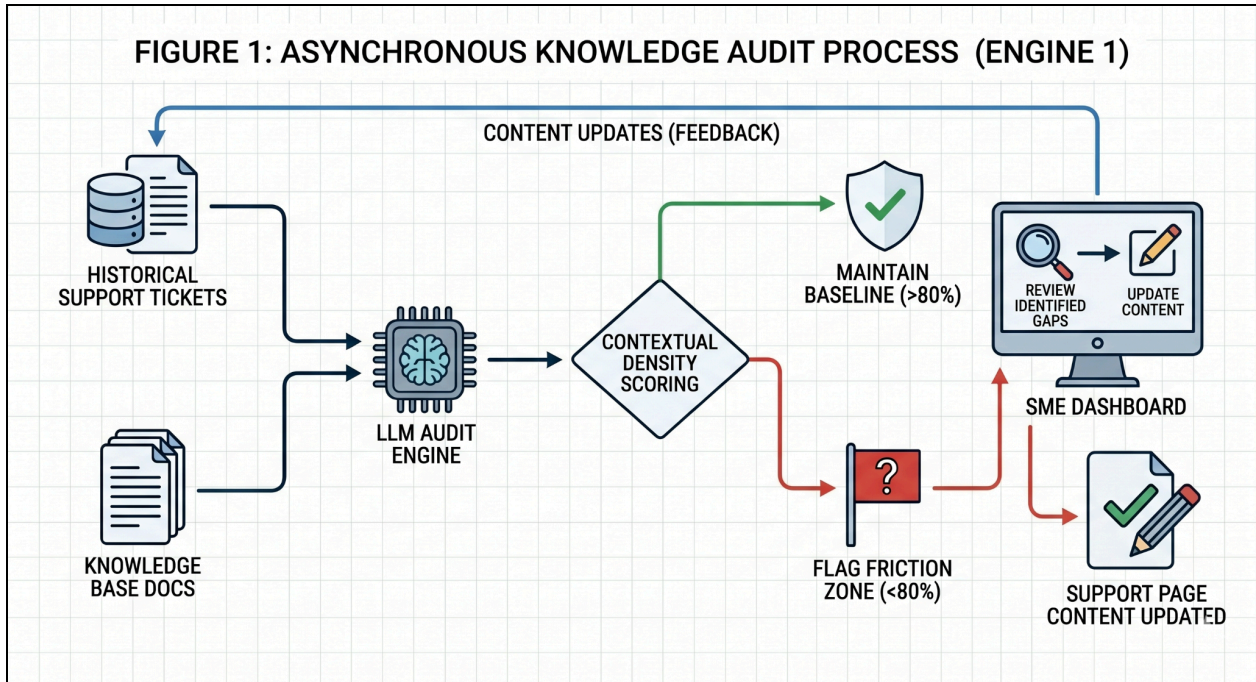 FIGURE 1: ASYNCHRONOUS KNOWLEDGE AUDIT PROCESS (ENGINE 1)
CONTENT UPDATES (FEEDBACK)
HISTORICAL
SUPPORT TICKETS
KNOWLEDGE
BASE DOCS
LLM AUDIT
ENGINE
CONTEXTUAL
DENSITY
SCORING
MAINTAIN
BASELINE (>80%)
?
FLAG FRICTION
ZONE (<80%)
REVIEW
IDENTIFIED
GAPS
UPDATE
CONTENT
SME DASHBOARD
SUPPORT PAGE
CONTENT UPDATED